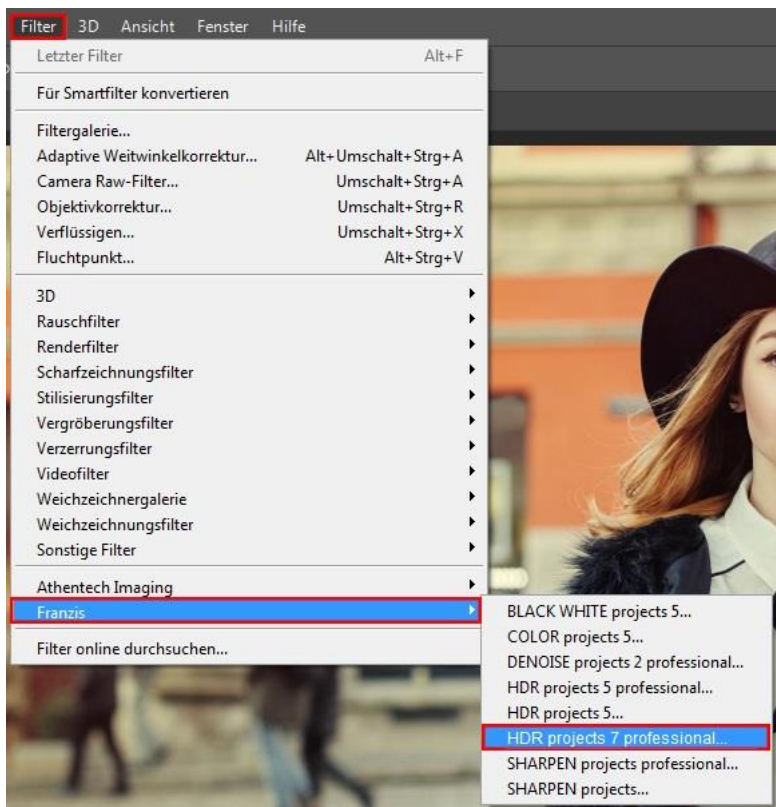 Filter 3D Ansicht Fenster Hilfe
Letzter Filter Alt+F
Für Smartfilter konvertieren
Filtergalerie...
Adaptive Weitwinkelkorrektur... Alt+Umschalt+Strg+A
Camera Raw-Filter... Umschalt+Strg+A
Objektivkorrektur... Umschalt+Strg+R
Verflüssigen... Umschalt+Strg+X
Fluchtpunkt... Alt+Strg+V
3D
Rauschfilter
Renderfilter
Scharfzeichnungsfilter
Stilisierungsfilter
Vergröberungsfilter
Verzerrungsfilter
Videofilter
Weichzeichnergalerie
Weichzeichnungsfilter
Sonstige Filter
Athentech Imaging
Franzis
Filter online durchsuchen...
BLACK WHITE projects 5...
COLOR projects 5...
DENOISE projects 2 professional...
HDR projects 5 professional...
HDR projects 5...
HDR projects 7 professional...
SHARPEN projects professional...
SHARPEN projects...